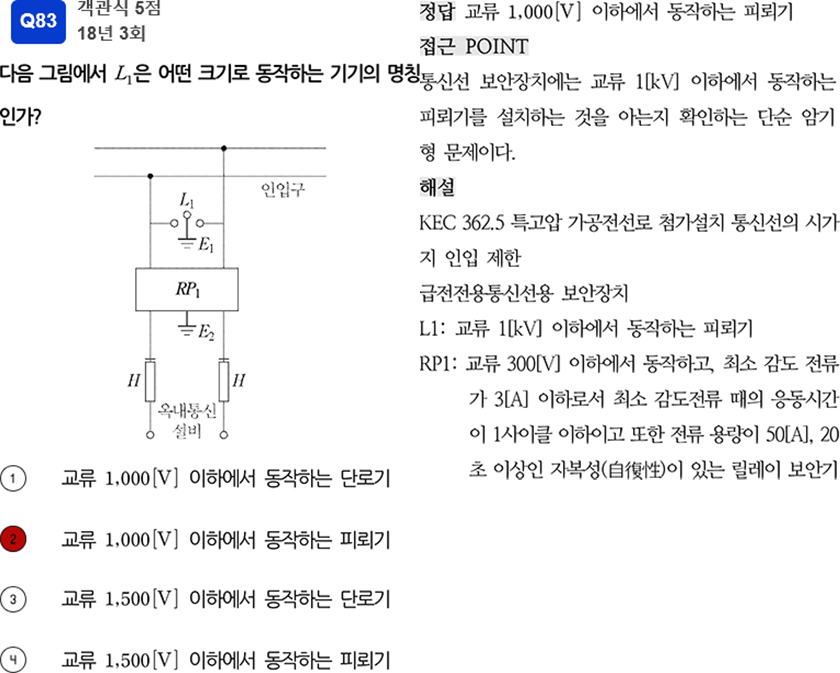 Q83
객관식 5점
18년 3회
다음 그림에서 L₁은 어떤 크기로 동작하는 기기의 명칭
인가?
인입구
L₁
E₁
RP₁
E₂
H H
옥내통신
설비
① 교류 1,000[V] 이하에서 동작하는 단로기
② 교류 1,000[V] 이하에서 동작하는 피뢰기
③ 교류 1,500[V] 이하에서 동작하는 단로기
④ 교류 1,500[V] 이하에서 동작하는 피뢰기
정답 교류 1,000[V] 이하에서 동작하는 피뢰기
접근 POINT
통신선 보안장치에는 교류 1[kV] 이하에서 동작하는
피뢰기를 설치하는 것을 아는지 확인하는 단순 암기
형 문제이다.
해설
KEC 362.5 특고압 가공전선로 첨가설치 통신선의 시가
지 인입 제한
급전전용통신선용 보안장치
L1: 교류 1[kV] 이하에서 동작하는 피뢰기
RP1: 교류 300[V] 이하에서 동작하고, 최소 감도 전류
가 3[A] 이하로서 최소 감도전류 때의 응동시간
이 1사이클 이하이고 또한 전류 용량이 50[A], 20
초 이상인 자복성(自復性)이 있는 릴레이 보안기